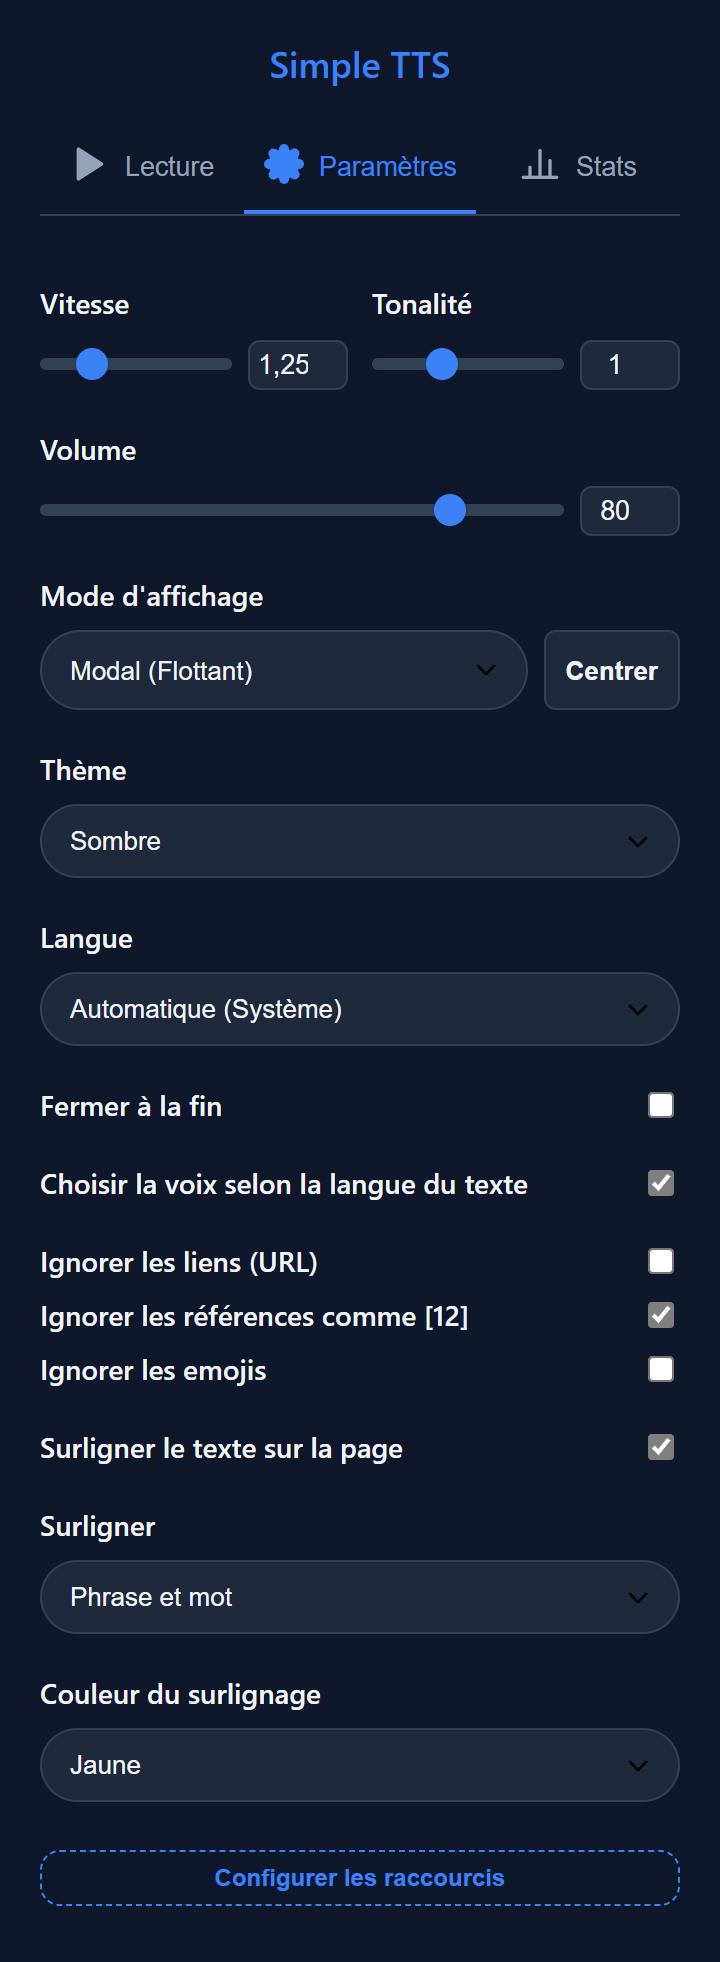 Simple TTS
Lecture Paramètres Stats
Vitesse Tonalité
1,25 1
Volume
80
Mode d'affichage
Modal (Flottant) Centrer
Thème
Sombre
Langue
Automatique (Système)
Fermer à la fin
Choisir la voix selon la langue du texte
Ignorer les liens (URL)
Ignorer les références comme [12]
Ignorer les emojis
Surligner le texte sur la page
Surligner
Phrase et mot
Couleur du surlignage
Jaune
Configurer les raccourcis